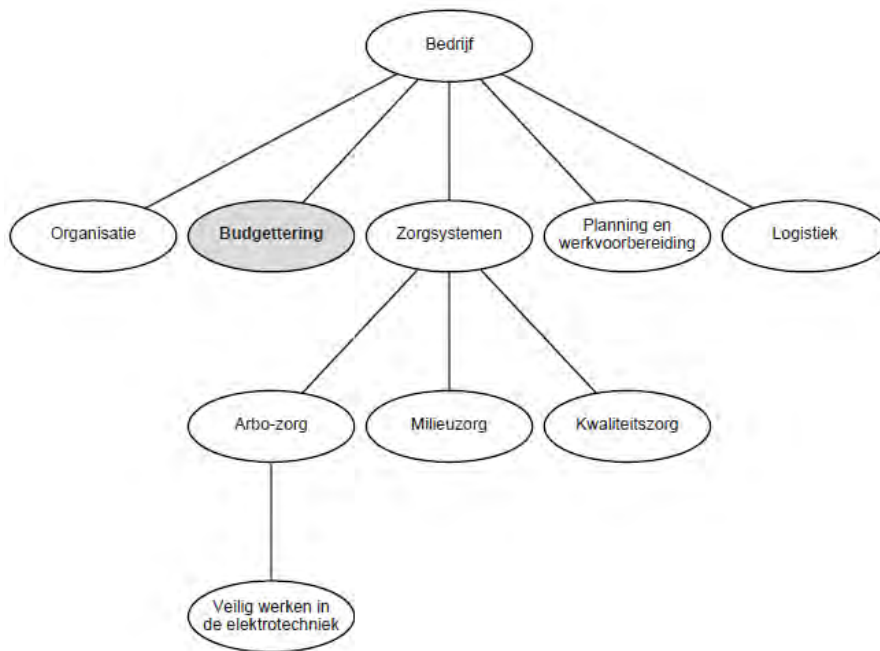 Bedrijf
Organisatie
Budgettering
Zorgsystemen
Planning en
werkvoorbereiding
Logistiek
Arbo-zorg
Milieuzorg
Kwaliteitszorg
Veilig werken in
de elektrotechniek